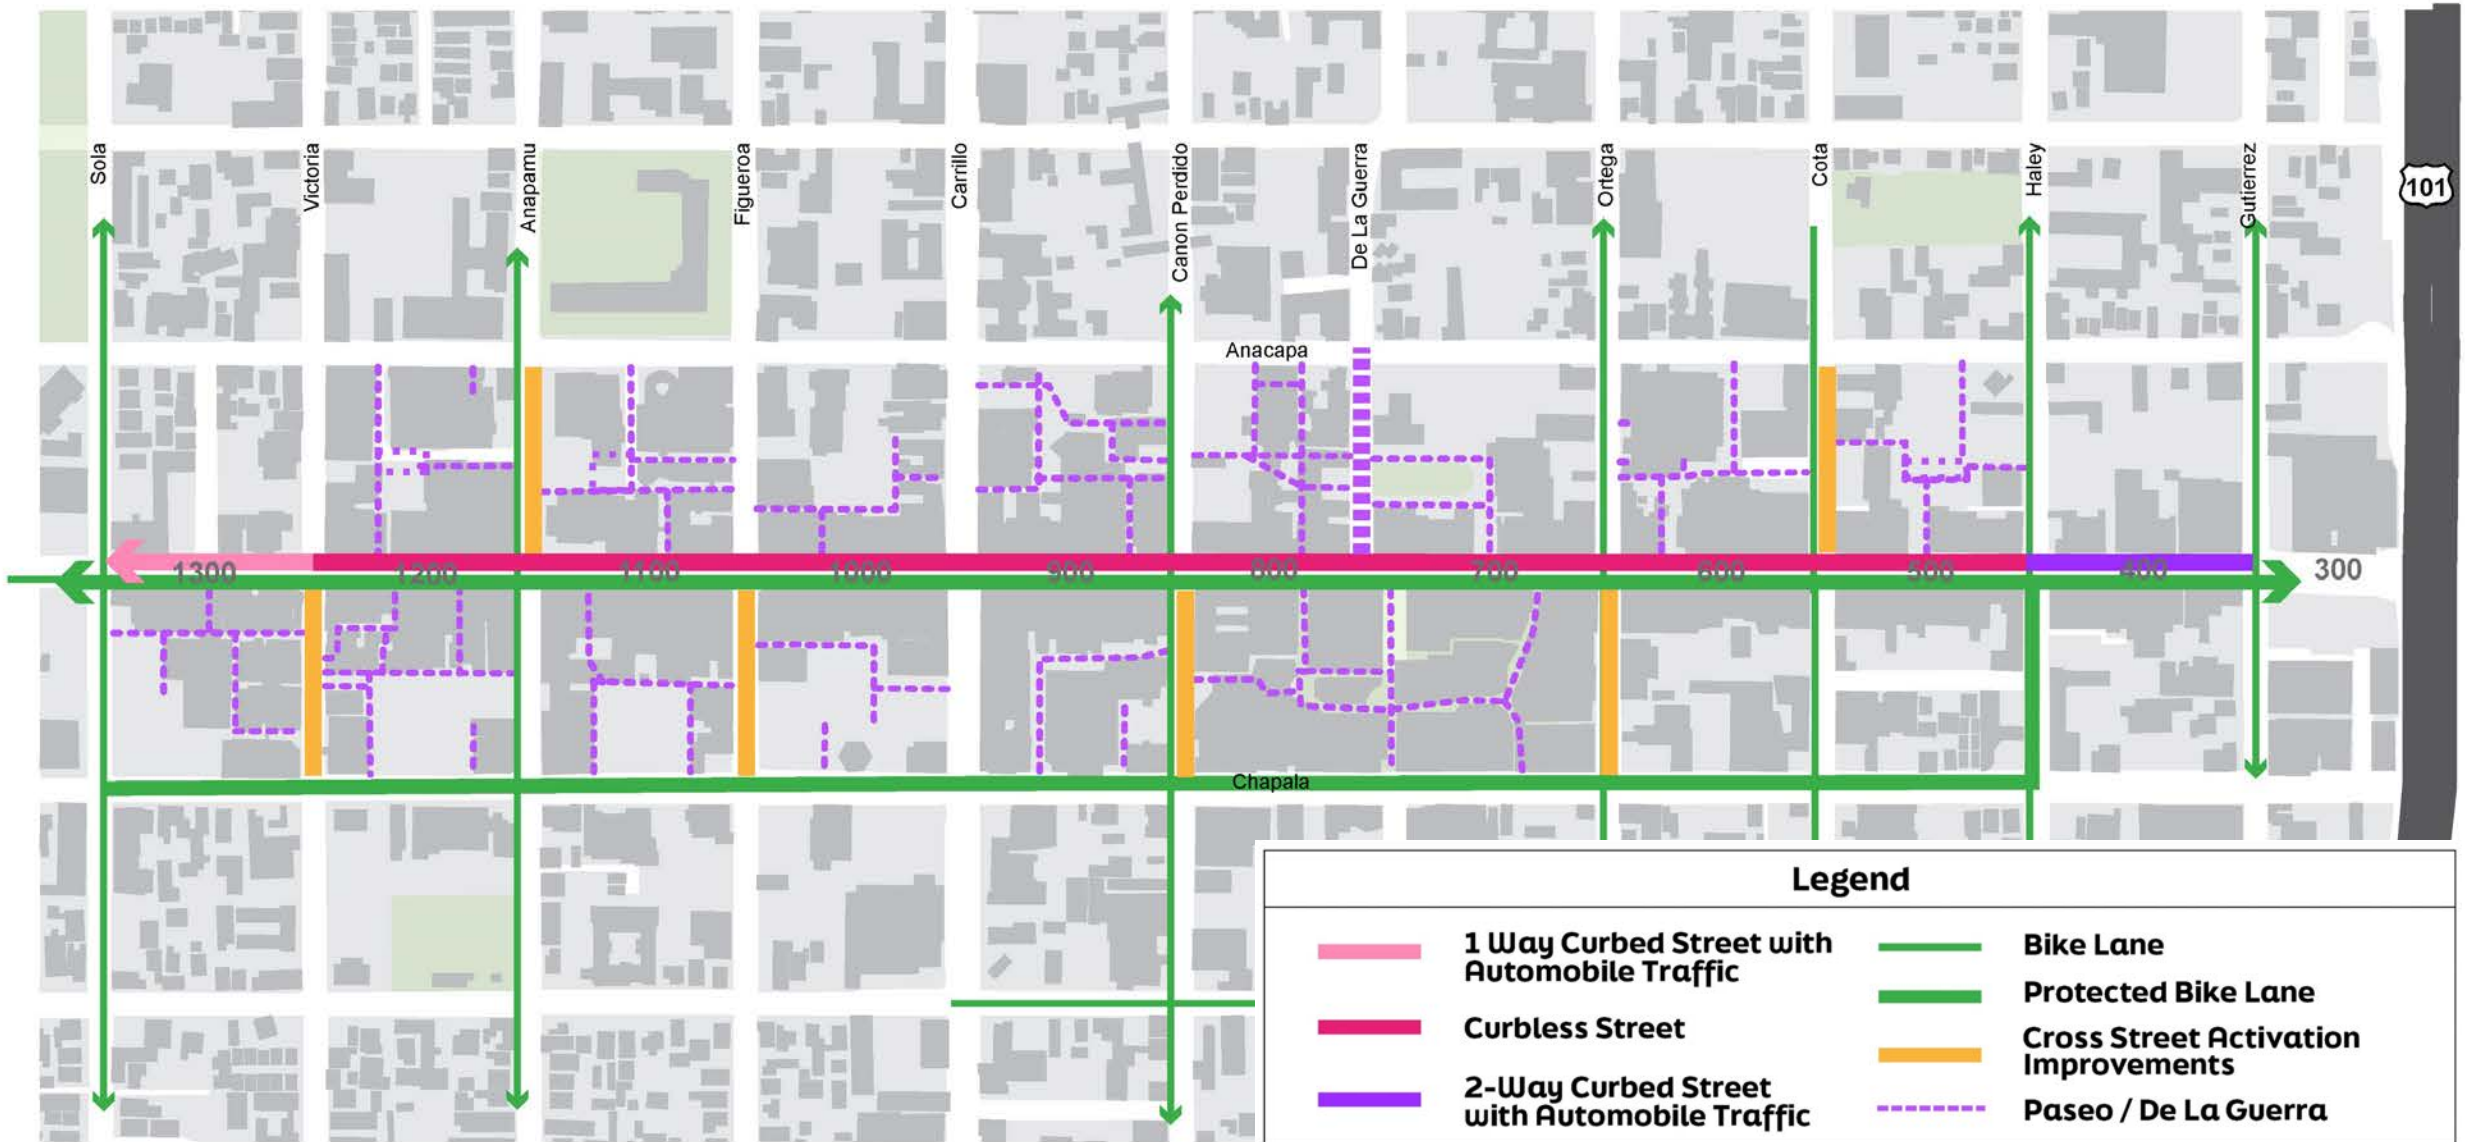 Sola
Victoria
Anapamu
Figueroa
Carrillo
Canon Perdido
De La Guerra
Ortega
Cota
Haley
Gutierrez
101
Anacapa
1300
1200
1100
1000
900
800
700
600
500
400
300
Chapala
Legend
1 Way Curbed Street with
Automobile Traffic
Curbless Street
2-Way Curbed Street
with Automobile Traffic
Bike Lane
Protected Bike Lane
Cross Street Activation
Improvements
Paseo / De La Guerra